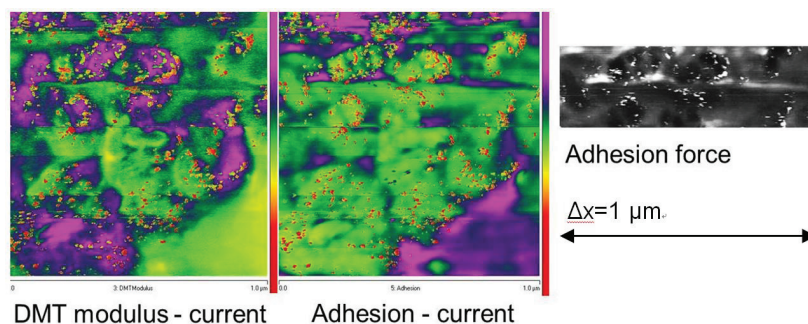 0
3: DMTModulus
1.0 µm
0.0
5: Adhesion
1.0 µm
DMT modulus - current
Adhesion - current
Adhesion force
Δx=1 µm